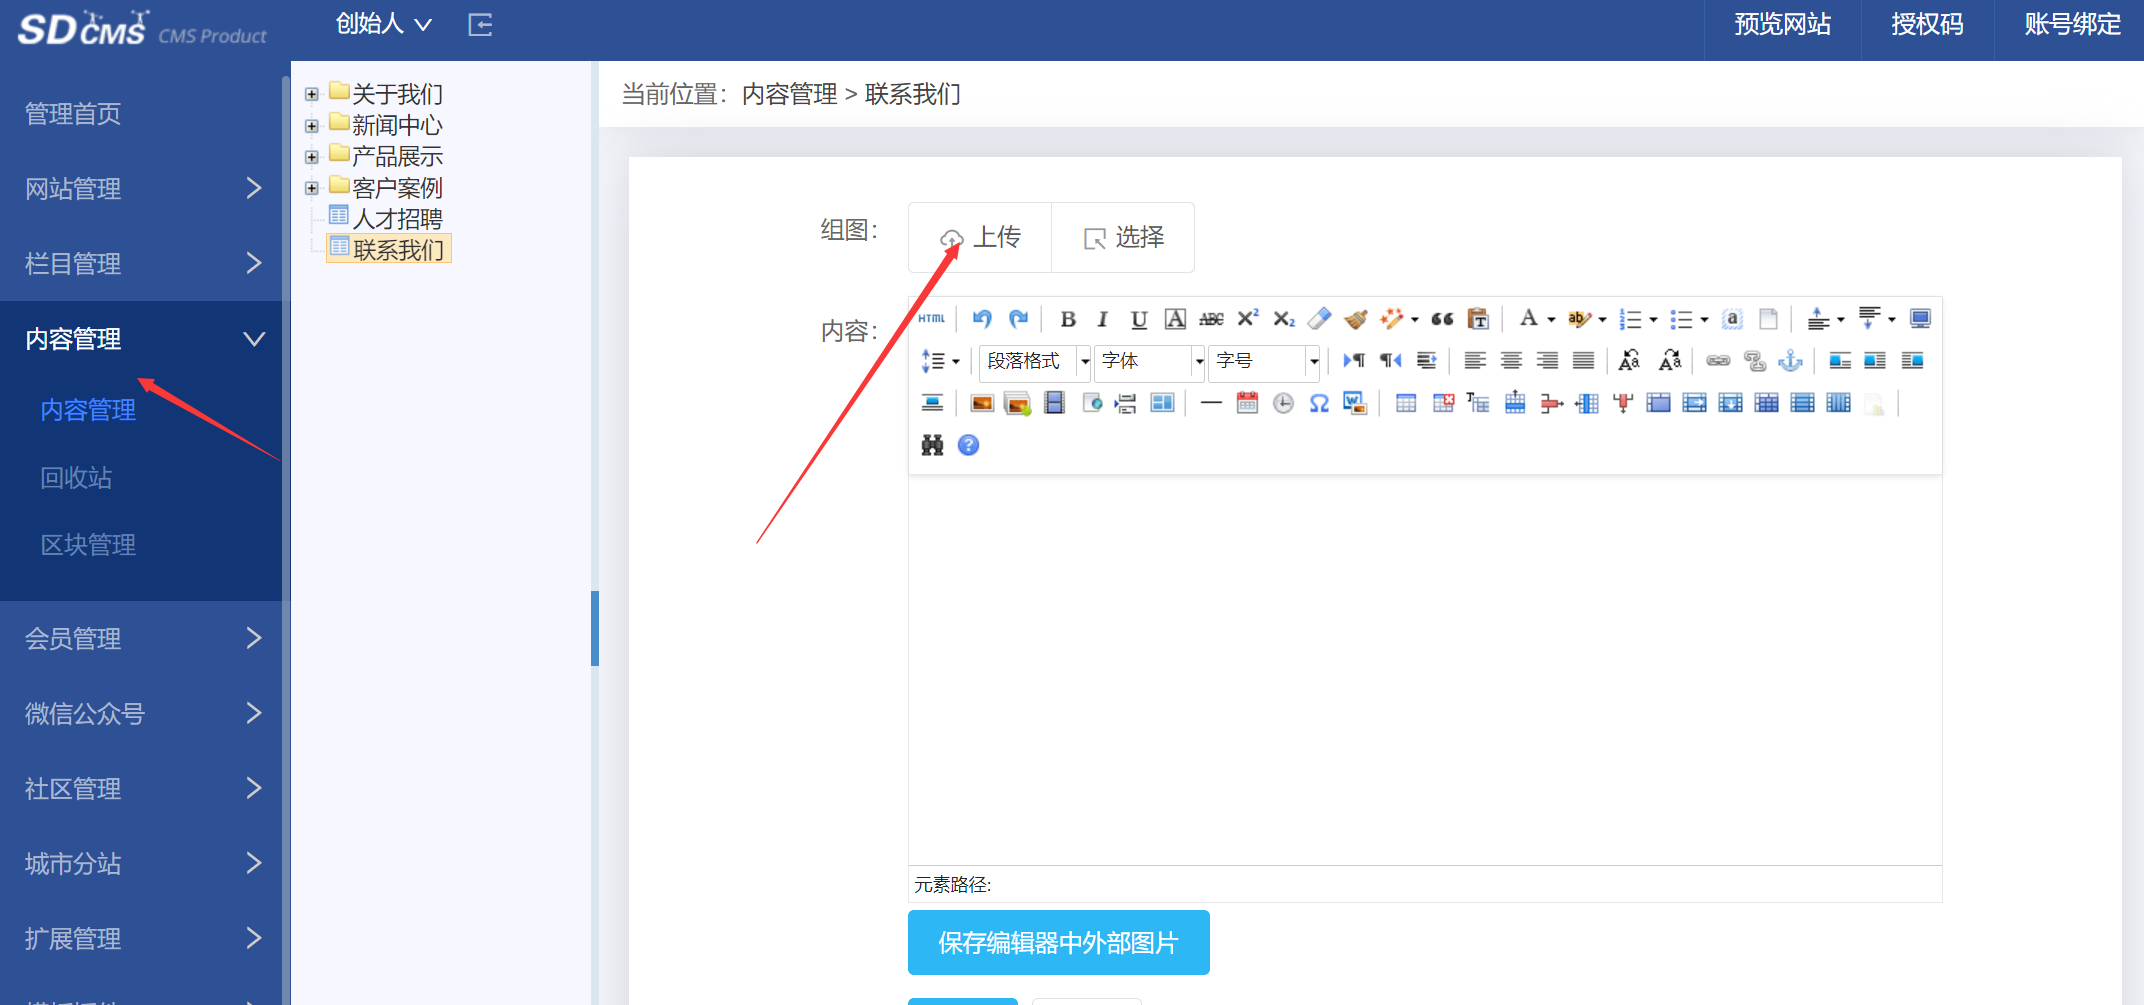 SDCMS CMS Product
创始人
预览网站
授权码
账号绑定
管理首页
网站管理
栏目管理
内容管理
内容管理
回收站
区块管理
会员管理
微信公众号
社区管理
城市分站
扩展管理
关于我们
新闻中心
产品展示
客户案例
人才招聘
联系我们
当前位置：内容管理 > 联系我们
组图：
上传
选择
内容：
HTML
B I U A ABC X² X₂
段落格式
字体
字号
元素路径:
保存编辑器中外部图片